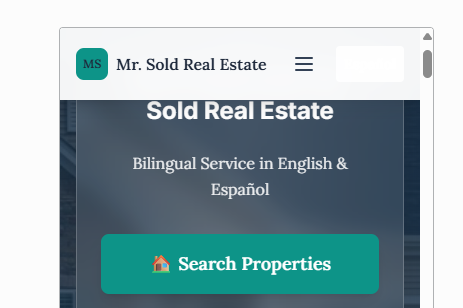 MS Mr. Sold Real Estate
Sold Real Estate
Bilingual Service in English &
Español
🏠 Search Properties